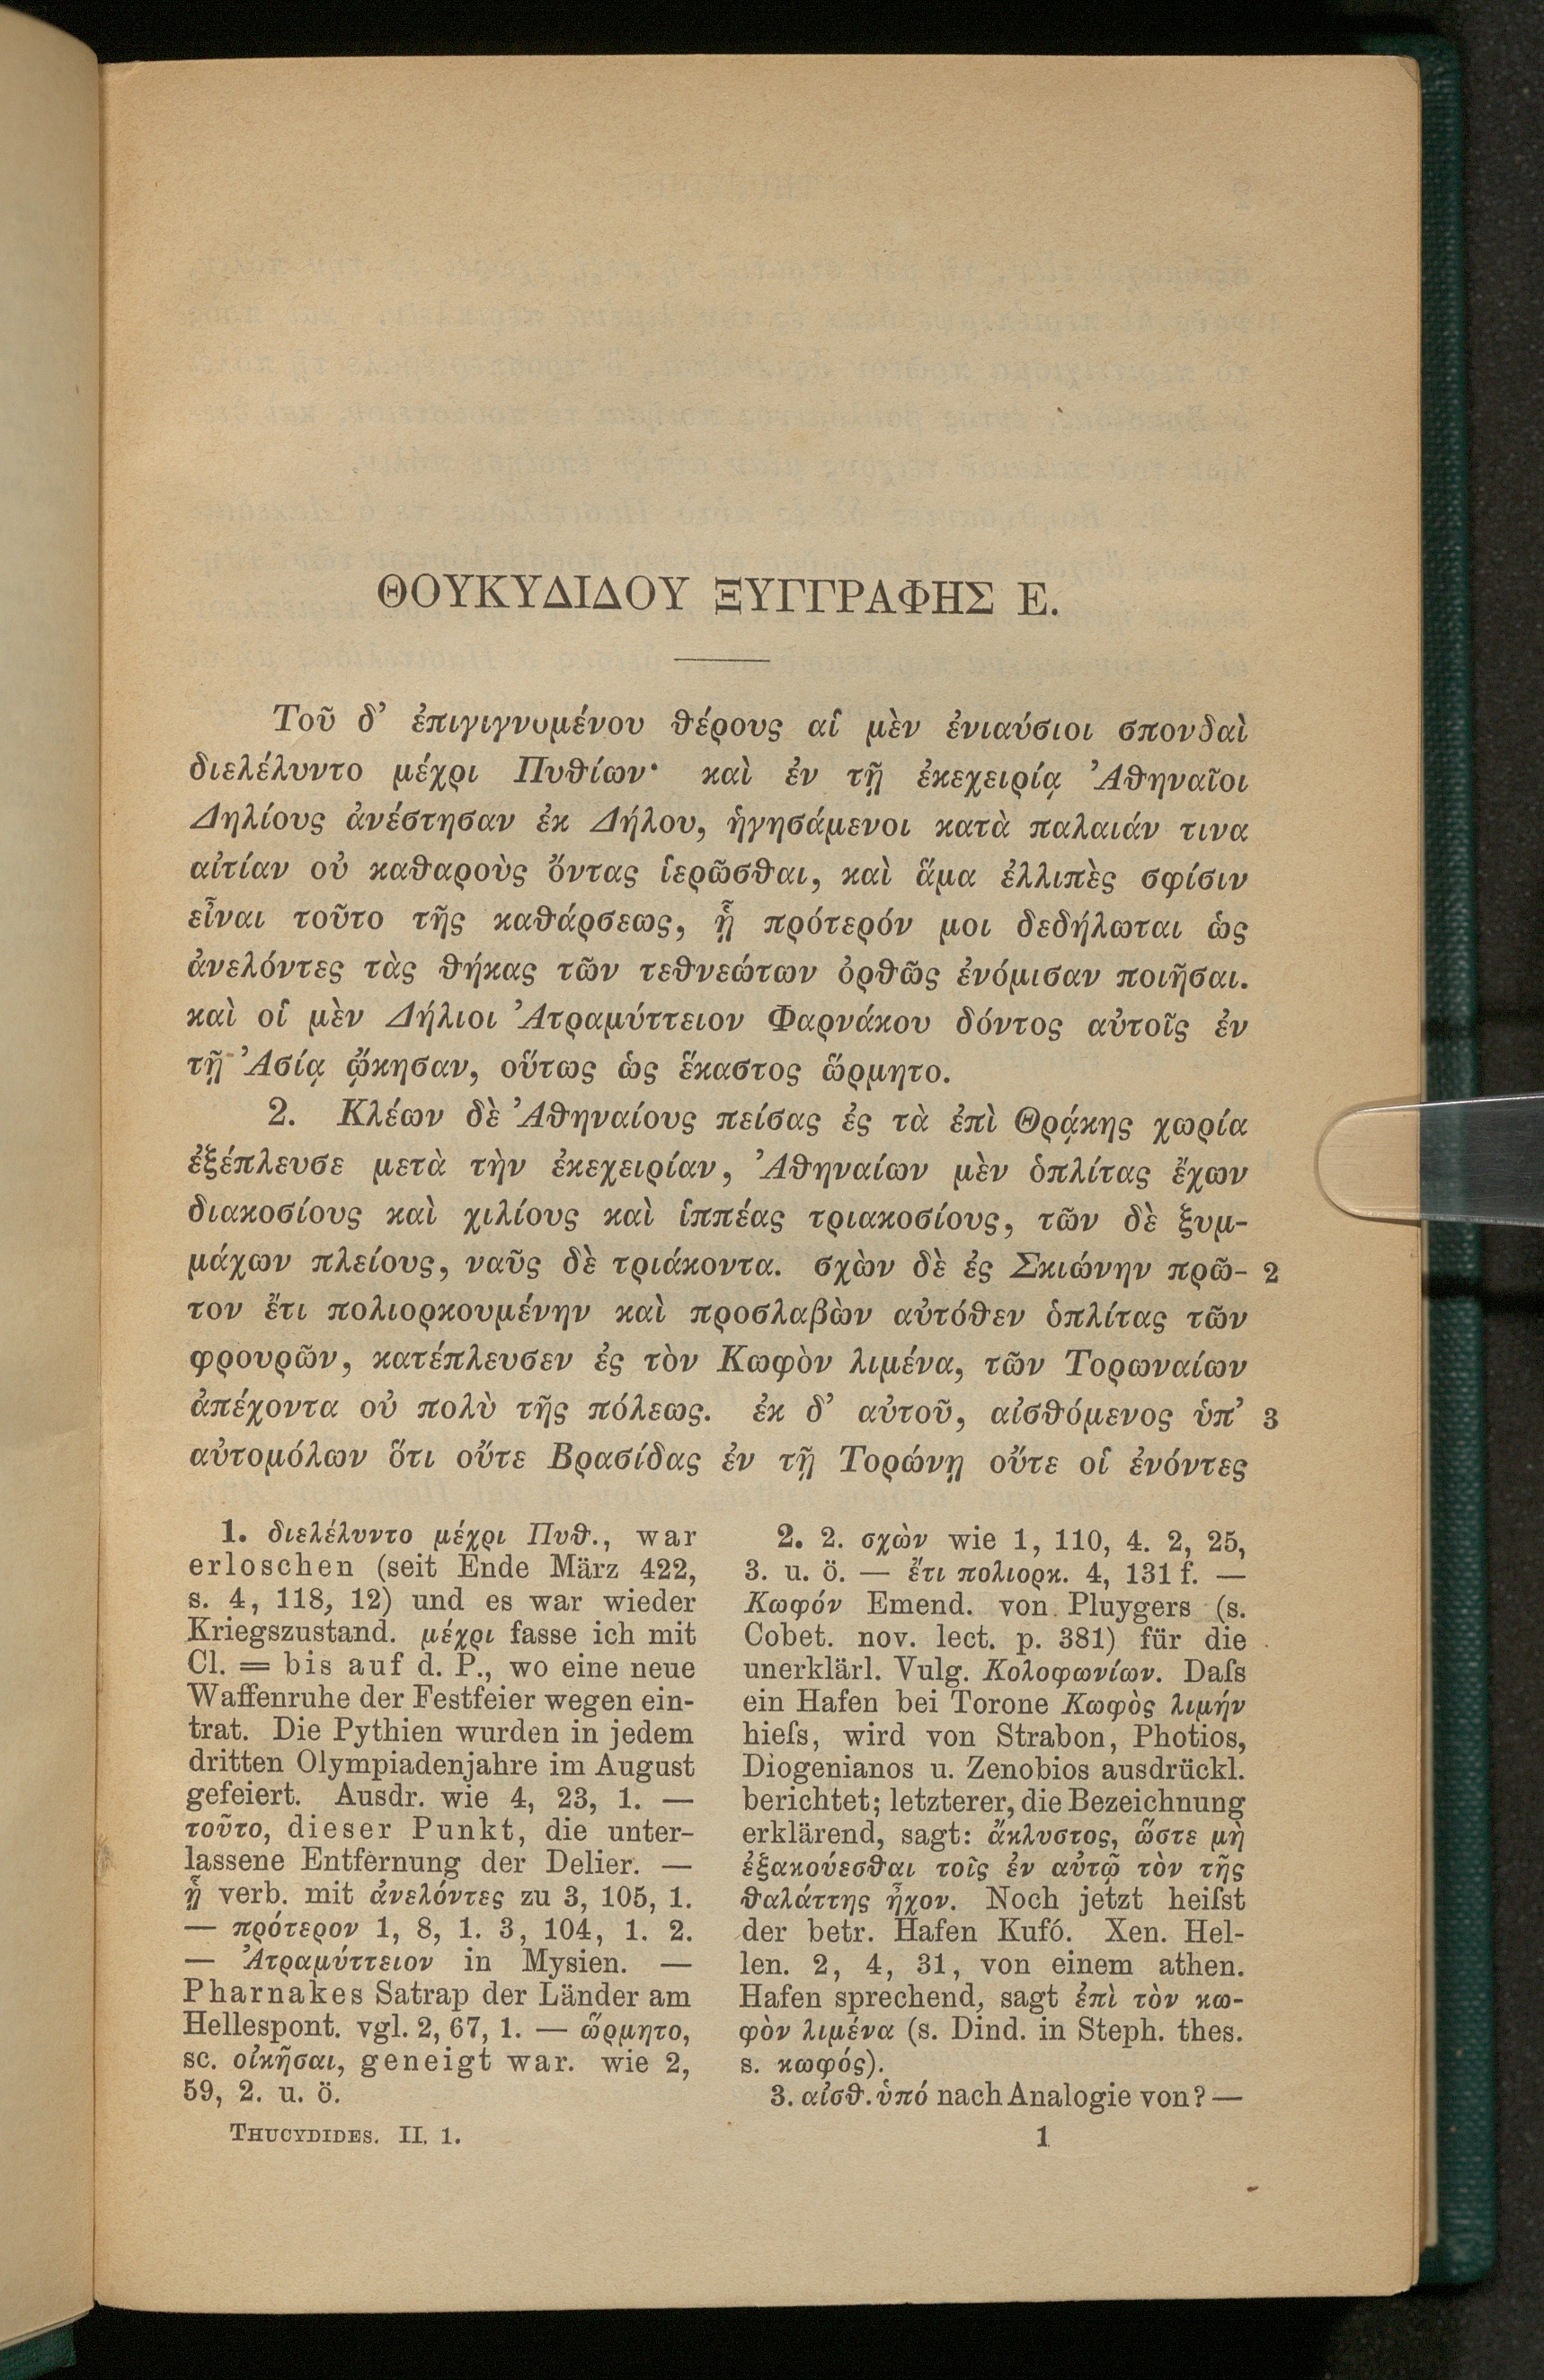 ΘΟΥΚΥΔΙΔΟΥ ΞΥΓΓΡΑΦΗΣ Ε.
Τοῦ δ’ ἐπιγιγνομένου θέρους αἱ μὲν ἐνιαύσιοι σπονδαὶ
διελέλυντο μέχρι Πυθίων· καὶ ἐν τῇ ἐκεχειρίᾳ Ἀθηναῖοι
Δηλίους ἀνέστησαν ἐκ Δήλου, ἡγησάμενοι κατὰ παλαιάν τινα
αἰτίαν οὐ καθαροὺς ὄντας ἱερῶσθαι, καὶ ἅμα ἐλλιπὲς σφίσιν
εἶναι τοῦτο τῆς καθάρσεως, ᾗ πρότερόν μοι δεδήλωται ὡς
ἀνελόντες τὰς θήκας τῶν τεθνεώτων ὀρθῶς ἐνόμισαν ποιῆσαι.
καὶ οἱ μὲν Δήλιοι Ἀτραμύττειον Φαρνάκου δόντος αὐτοῖς ἐν
τῇ Ἀσίᾳ ᾤκησαν, οὕτως ὡς ἕκαστος ὥρμητο.
2. Κλέων δὲ Ἀθηναίους πείσας ἐς τὰ ἐπὶ Θρᾴκης χωρία
ἐξέπλευσε μετὰ τὴν ἐκεχειρίαν, Ἀθηναίων μὲν ὁπλίτας ἔχων
διακοσίους καὶ χιλίους καὶ ἱππέας τριακοσίους, τῶν δὲ ξυμ-
μάχων πλείους, ναῦς δὲ τριάκοντα. σχὼν δὲ ἐς Σκιώνην πρῶ- 2
τον ἔτι πολιορκουμένην καὶ προσλαβὼν αὐτόθεν ὁπλίτας τῶν
φρουρῶν, κατέπλευσεν ἐς τὸν Κωφὸν λιμένα, τῶν Τορωναίων
ἀπέχοντα οὐ πολὺ τῆς πόλεως. ἐκ δ’ αὐτοῦ, αἰσθόμενος ὑπ’ 3
αὐτομόλων ὅτι οὔτε Βρασίδας ἐν τῇ Τορώνῃ οὔτε οἱ ἐνόντες
1. διελέλυντο μέχρι Πυθ., war
erloschen (seit Ende März 422,
s. 4, 118, 12) und es war wieder
Kriegszustand. μέχρι fasse ich mit
Cl. = bis auf d. P., wo eine neue
Waffenruhe der Festfeier wegen ein-
trat. Die Pythien wurden in jedem
dritten Olympiadenjahre im August
gefeiert. Ausdr. wie 4, 23, 1. —
τοῦτο, dieser Punkt, die unter-
lassene Entfernung der Delier. —
ᾗ verb. mit ἀνελόντες zu 3, 105, 1.
— πρότερον 1, 8, 1. 3, 104, 1. 2.
— Ἀτραμύττειον in Mysien. —
Pharnakes Satrap der Länder am
Hellespont. vgl. 2, 67, 1. — ὥρμητο,
sc. οἰκῆσαι, geneigt war. wie 2,
59, 2. u. ö.
2. 2. σχὼν wie 1, 110, 4. 2, 25,
3. u. ö. — ἔτι πολιορκ. 4, 131 f. —
Κωφόν Emend. von Pluygers (s.
Cobet. nov. lect. p. 381) für die
unerklärl. Vulg. Κολοφωνίων. Daſs
ein Hafen bei Torone Κωφὸς λιμήν
hieſs, wird von Strabon, Photios,
Diogenianos u. Zenobios ausdrückl.
berichtet; letzterer, die Bezeichnung
erklärend, sagt: ἄκλυστος, ὥστε μὴ
ἐξακούεσθαι τοῖς ἐν αὐτῷ τὸν τῆς
θαλάττης ἦχον. Noch jetzt heiſst
der betr. Hafen Kufó. Xen. Hel-
len. 2, 4, 31, von einem athen.
Hafen sprechend, sagt ἐπὶ τὸν κω-
φὸν λιμένα (s. Dind. in Steph. thes.
s. κωφός).
3. αἰσθ. ὑπό nach Analogie von? —
THUCYDIDES. II. 1. 1